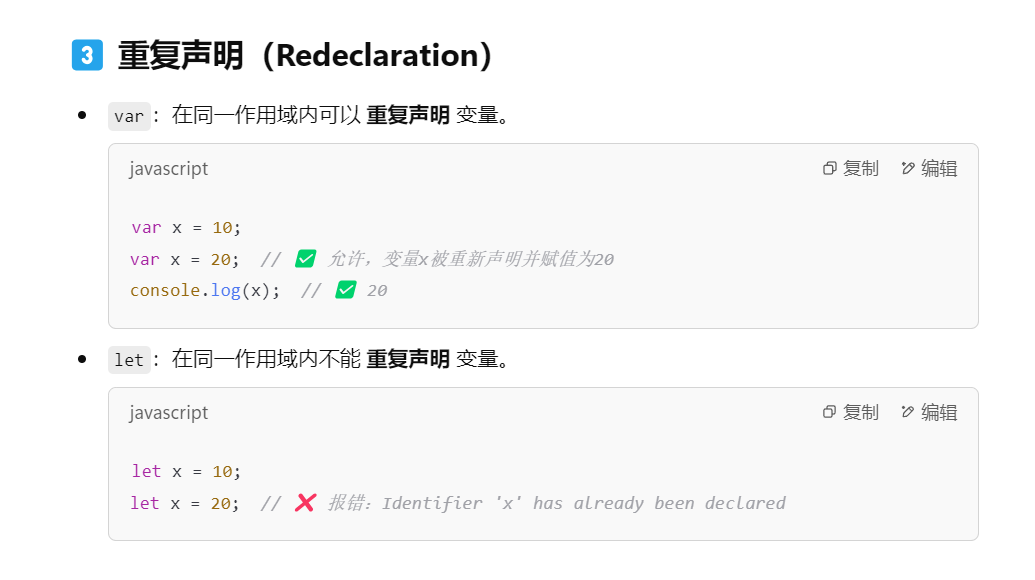 3 重复声明（Redeclaration）
var：在同一作用域内可以 重复声明 变量。
javascript 复制 编辑
var x = 10;
var x = 20;  // ✅ 允许，变量x被重新声明并赋值为20
console.log(x);  // ✅ 20
let：在同一作用域内不能 重复声明 变量。
javascript 复制 编辑
let x = 10;
let x = 20;  // ❌ 报错：Identifier 'x' has already been declared